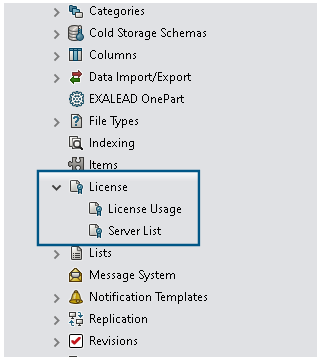 Categories
Cold Storage Schemas
Columns
Data Import/Export
EXALEAD OnePart
File Types
Indexing
Items
License
License Usage
Server List
Lists
Message System
Notification Templates
Replication
Revisions